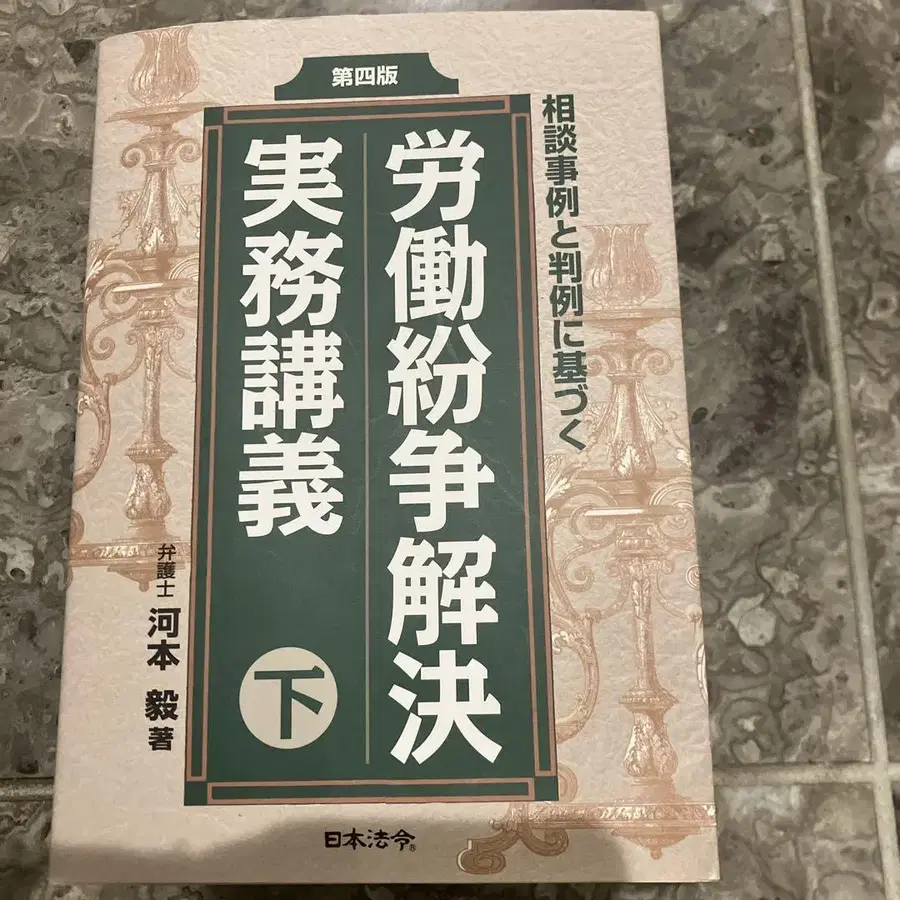 第四版
相談事例と判例に基づく
労働紛争解決
実務講義
下
弁護士 河本 毅 著
日本法令®